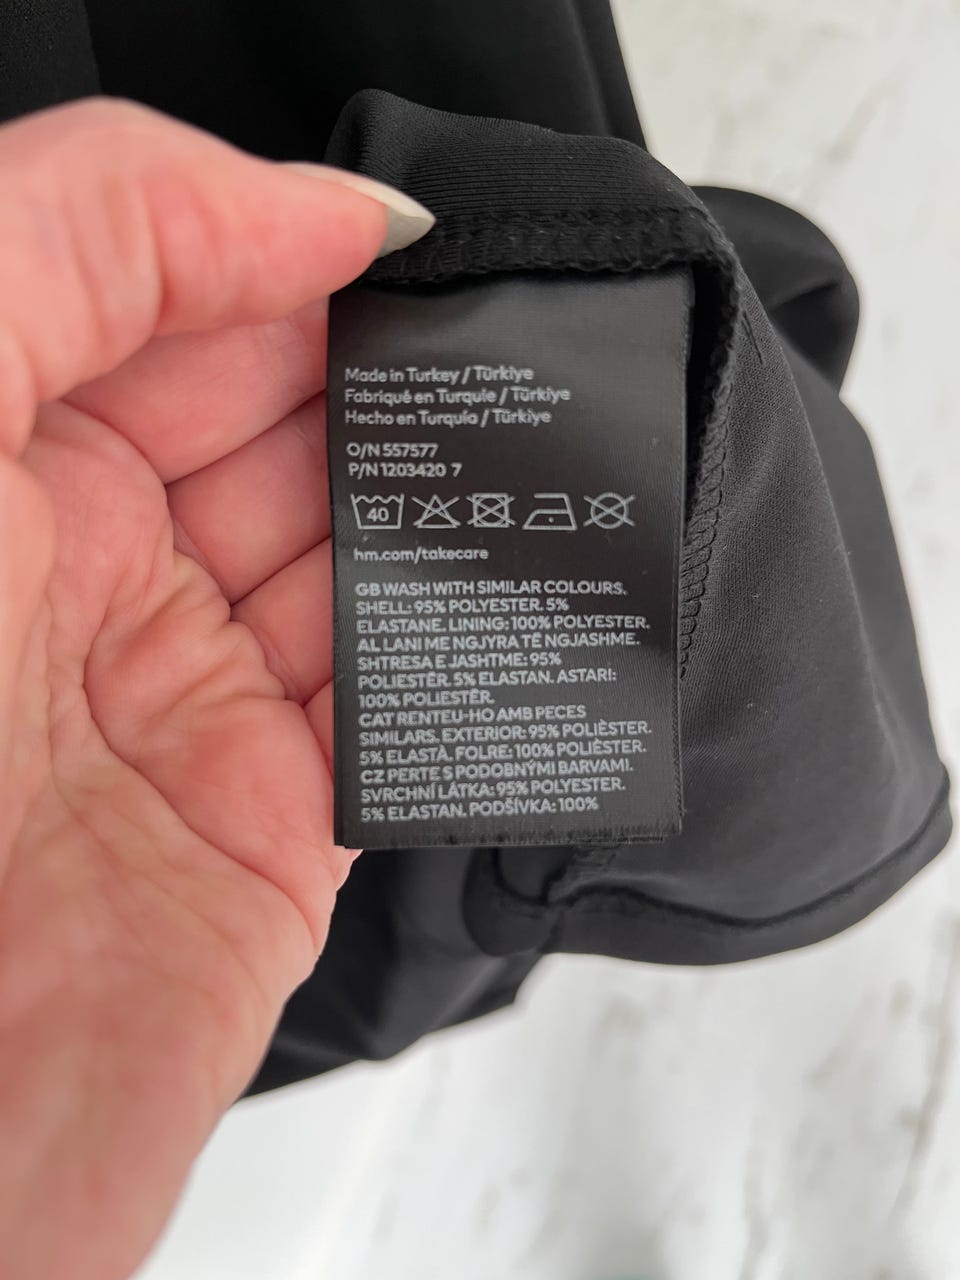 Made in Turkey / Türkiye
Fabriqué en Turquie / Türkiye
Hecho en Turquía / Türkiye
O/N 557577
P/N 1203420 7
40
hm.com/takecare
GB WASH WITH SIMILAR COLOURS.
SHELL: 95% POLYESTER. 5%
ELASTANE. LINING: 100% POLYESTER.
AL LANI ME NGJYRA TË NGJASHME.
SHTRESA E JASHTME: 95%
POLIESTËR. 5% ELASTAN. ASTARI:
100% POLIESTËR.
CAT RENTEU-HO AMB PECES
SIMILARS. EXTERIOR: 95% POLIÈSTER.
5% ELASTÀ. FOLRE: 100% POLIÈSTER.
CZ PERTE S PODOBNÝMI BARVAMI.
SVRCHNÍ LÁTKA: 95% POLYESTER.
5% ELASTAN. PODŠÍVKA: 100%